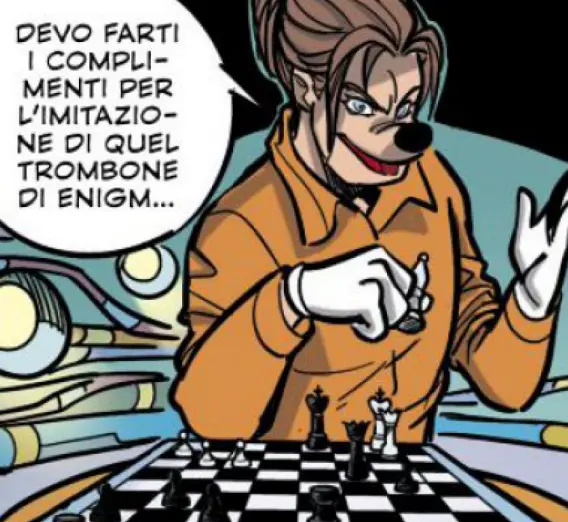 DEVO FARTI
I COMPLI-
MENTI PER
L'IMITAZIO-
NE DI QUEL
TROMBONE
DI ENIGM...